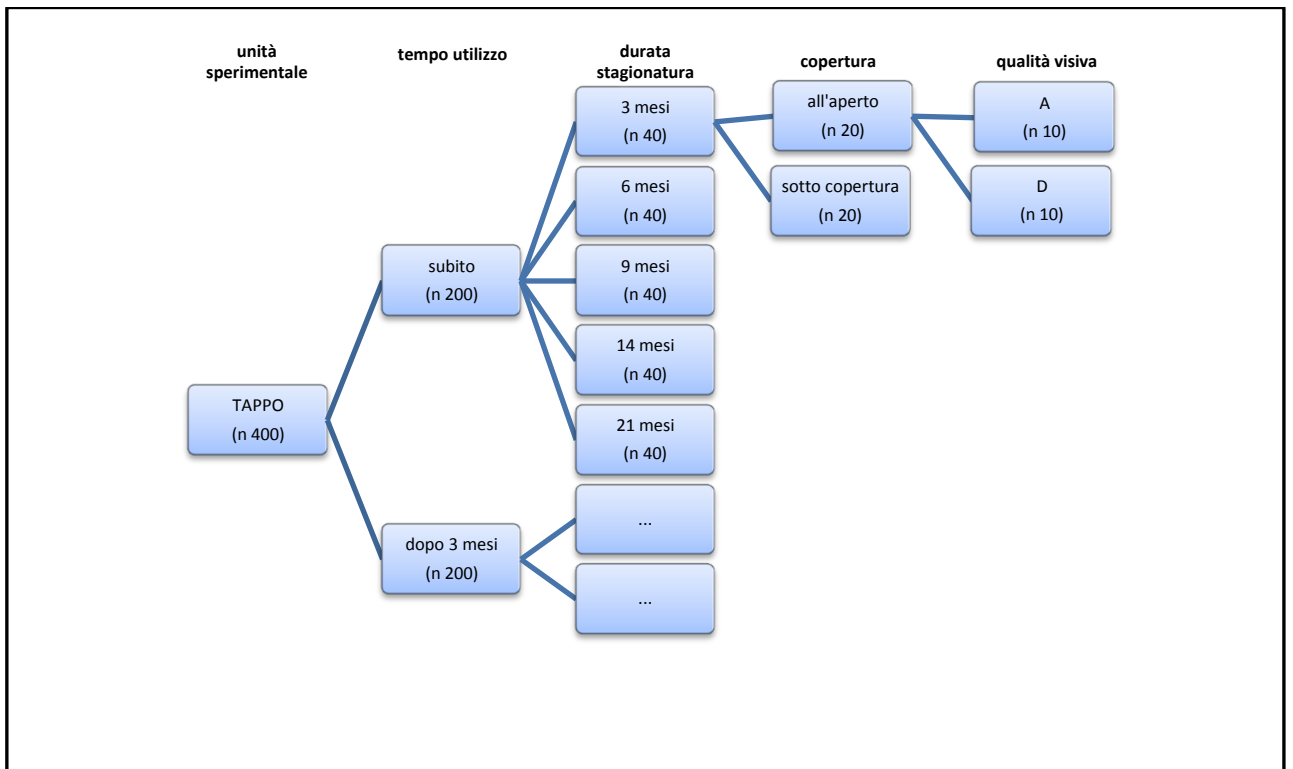 unità
sperimentale
tempo utilizzo
durata
stagionatura
copertura
qualità visiva
TAPPO
(n 400)
subito
(n 200)
dopo 3 mesi
(n 200)
3 mesi
(n 40)
6 mesi
(n 40)
9 mesi
(n 40)
14 mesi
(n 40)
21 mesi
(n 40)
...
...
all'aperto
(n 20)
sotto copertura
(n 20)
A
(n 10)
D
(n 10)